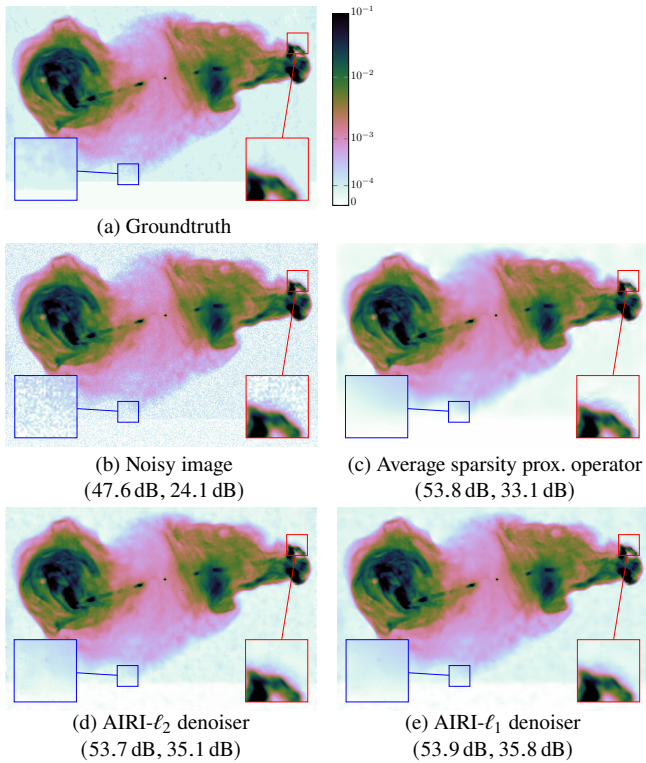 10⁻¹
10⁻²
10⁻³
10⁻⁴
0
(a) Groundtruth
(b) Noisy image
(47.6 dB, 24.1 dB)
(c) Average sparsity prox. operator
(53.8 dB, 33.1 dB)
(d) AIRI-ℓ₂ denoiser
(53.7 dB, 35.1 dB)
(e) AIRI-ℓ₁ denoiser
(53.9 dB, 35.8 dB)